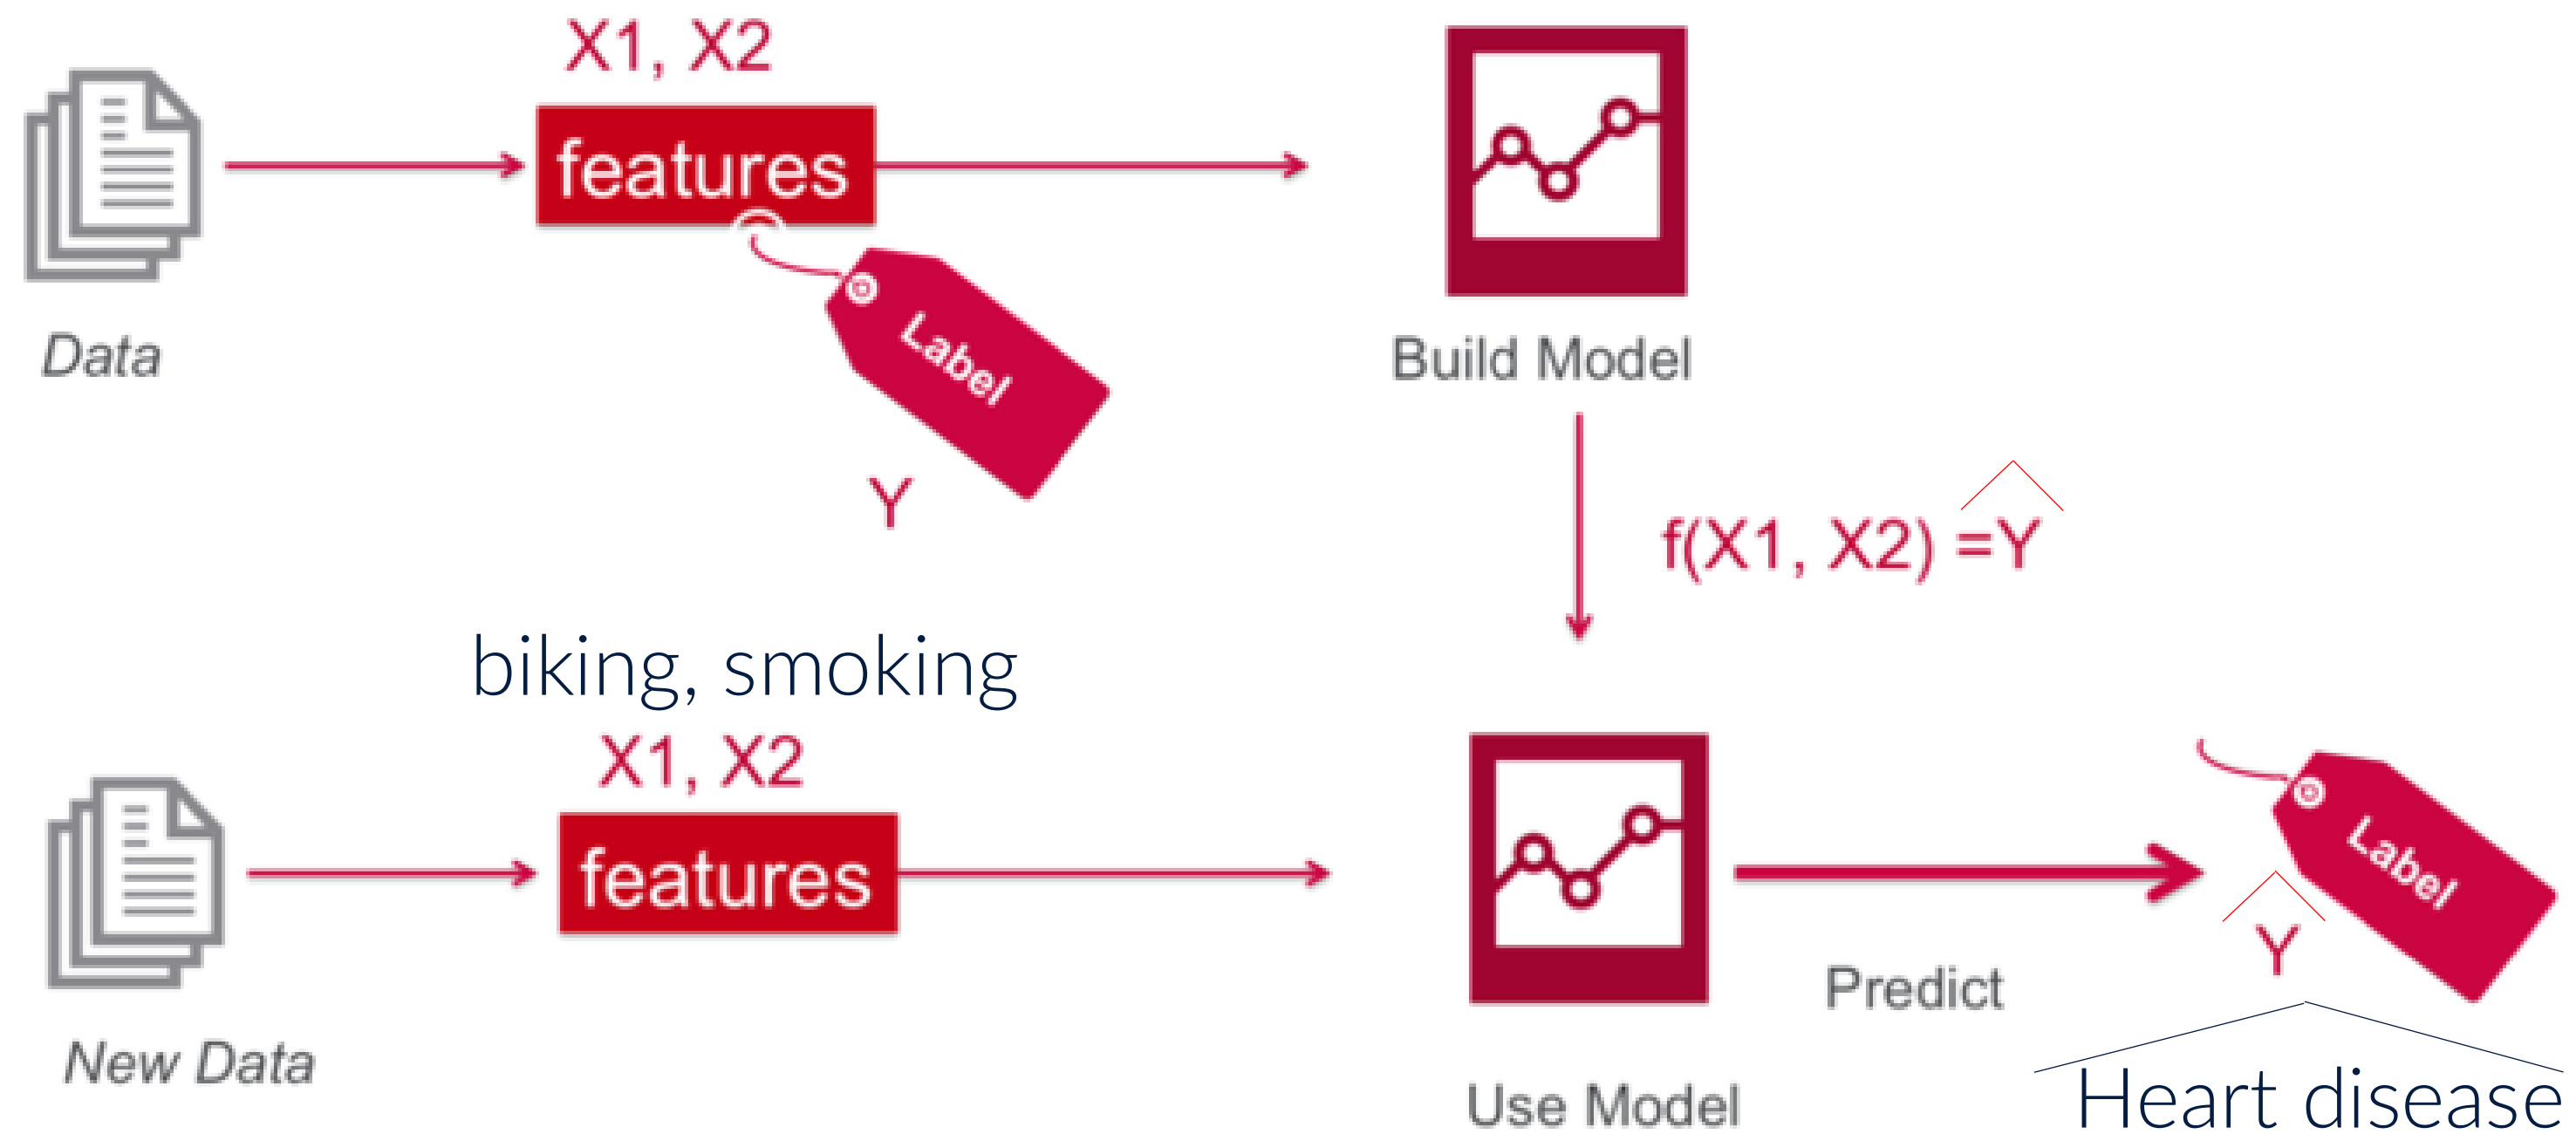 X1, X2
features
Label
Data
Build Model
Y
f(X1, X2) =Y
biking, smoking
X1, X2
features
Label
Y
Predict
New Data
Use Model
Heart disease